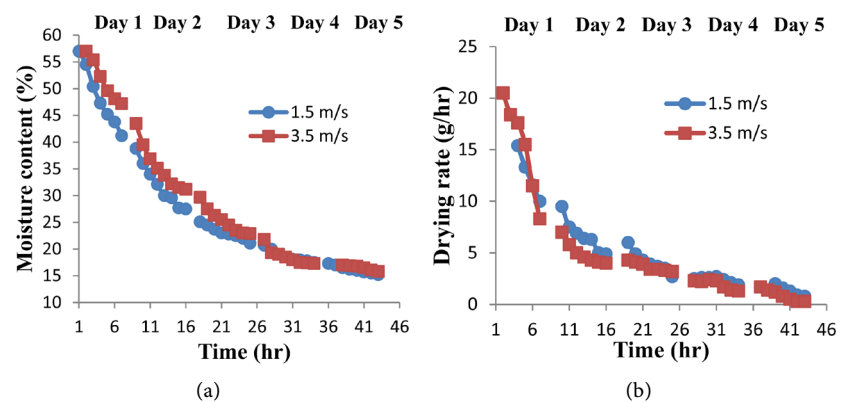 Day 1 Day 2 Day 3 Day 4 Day 5
Moisture content (%)
60
55
50
45
40
35
30
25
20
15
10
1.5 m/s
3.5 m/s
1 6 11 16 21 26 31 36 41 46
Time (hr)
(a)
Day 1 Day 2 Day 3 Day 4 Day 5
Drying rate (g/hr)
25
20
15
10
5
0
1.5 m/s
3.5 m/s
1 6 11 16 21 26 31 36 41 46
Time (hr)
(b)